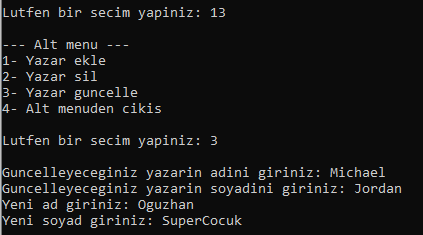 Lutfen bir secim yapiniz: 13
--- Alt menu ---
1- Yazar ekle
2- Yazar sil
3- Yazar guncelle
4- Alt menuden cikis
Lutfen bir secim yapiniz: 3
Guncelleyeceginiz yazarin adini giriniz: Michael
Guncelleyeceginiz yazarin soyadini giriniz: Jordan
Yeni ad giriniz: Oguzhan
Yeni soyad giriniz: SuperCocuk